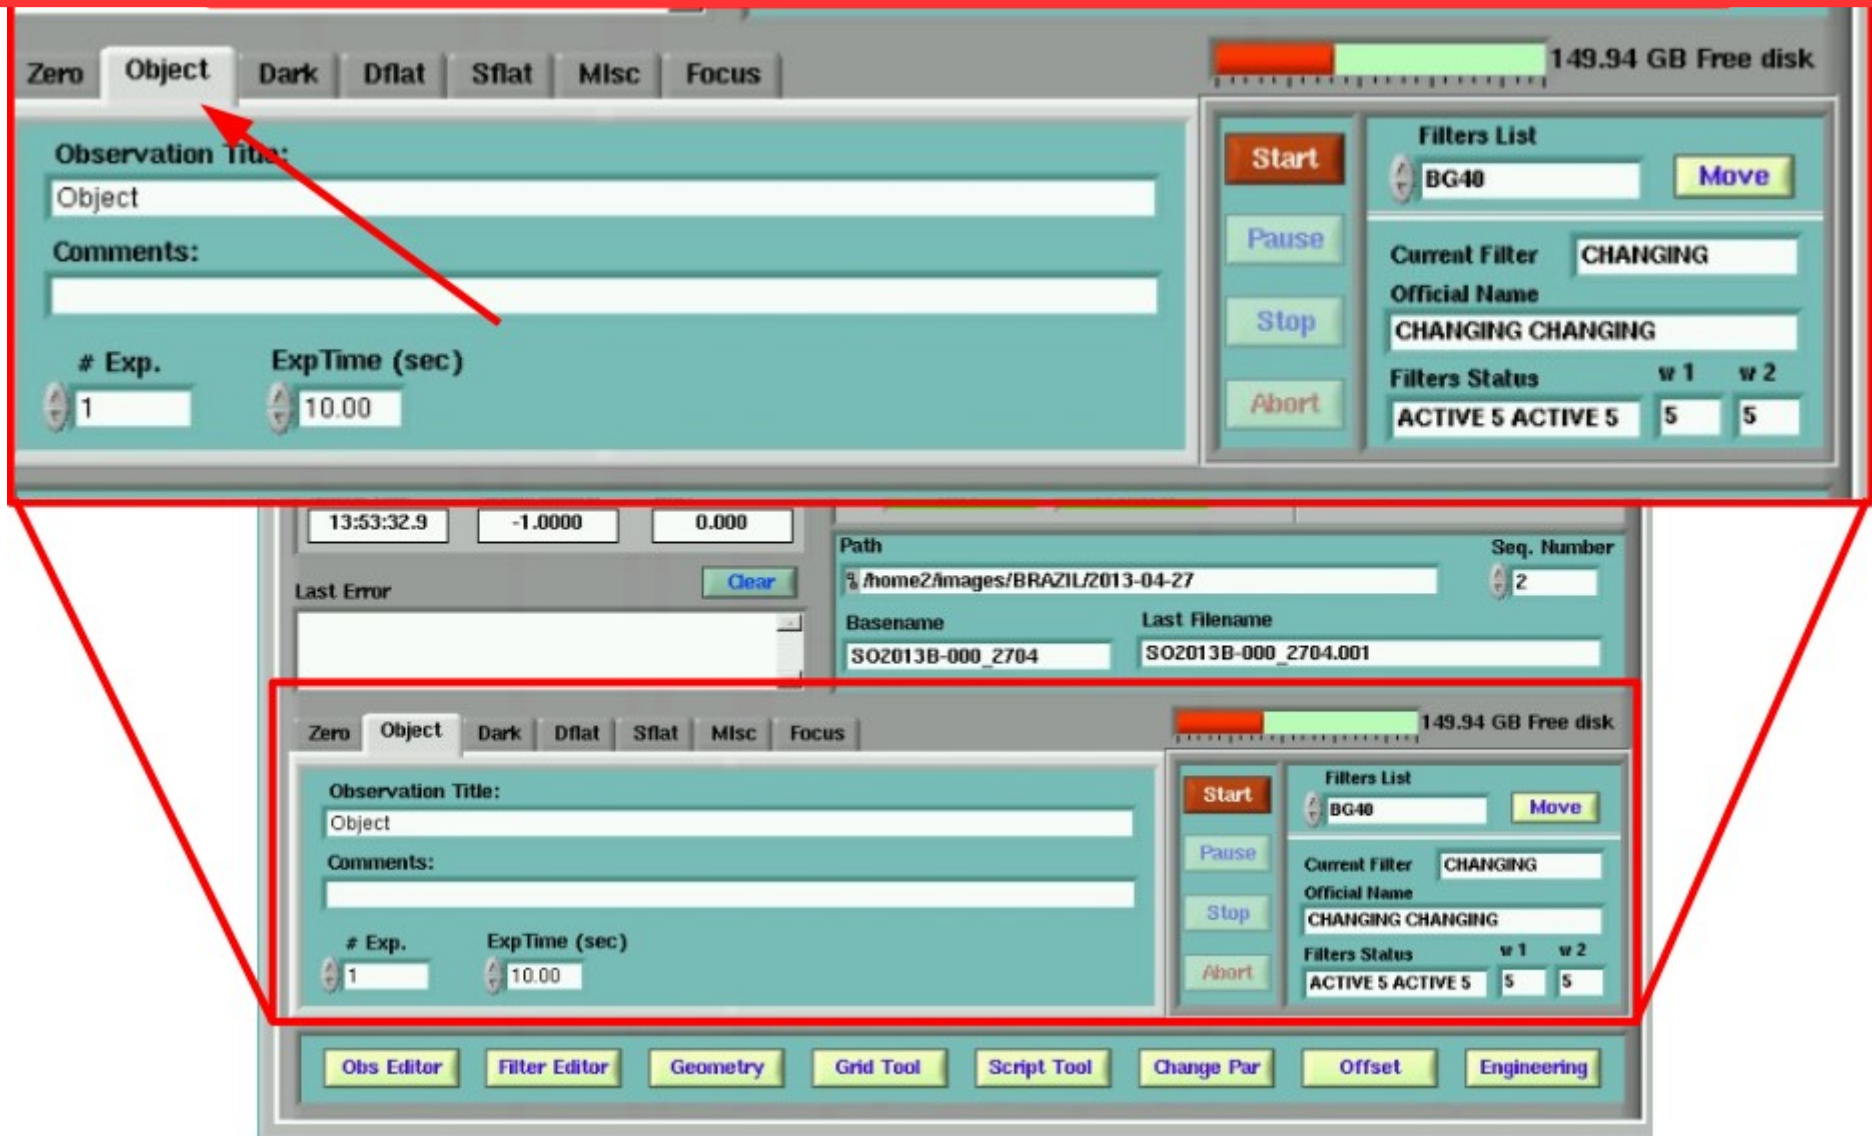 Zero Object Dark Dflat Sflat MIsc Focus
149.94 GB Free disk
Observation Title:
Object
Comments:
# Exp. ExpTime (sec)
1 10.00
Start
Pause
Stop
Abort
Filters List
BG40 Move
Current Filter CHANGING
Official Name
CHANGING CHANGING
Filters Status w 1 w 2
ACTIVE 5 ACTIVE 5 5 5
13:53:32.9 -1.0000 0.000
Last Error Clear
Path Seq. Number
/home2/images/BRAZIL/2013-04-27 2
Basename Last Filename
SO2013B-000_2704 SO2013B-000_2704.001
Zero Object Dark Dflat Sflat MIsc Focus
149.94 GB Free disk
Observation Title:
Object
Comments:
# Exp. ExpTime (sec)
1 10.00
Start
Pause
Stop
Abort
Filters List
BG40 Move
Current Filter CHANGING
Official Name
CHANGING CHANGING
Filters Status w 1 w 2
ACTIVE 5 ACTIVE 5 5 5
Obs Editor Filter Editor Geometry Grid Tool Script Tool Change Par Offset Engineering